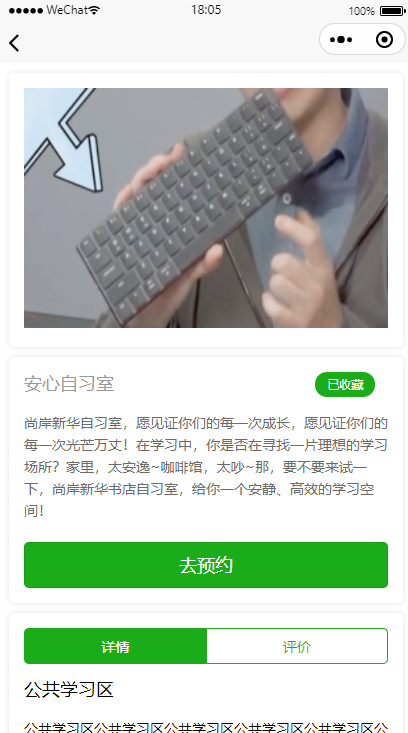 WeChat 18:05 100%
安心自习室 已收藏
尚岸新华自习室，愿见证你们的每一次成长，愿见证你们的
每一次光芒万丈！在学习中，你是否在寻找一片理想的学习
场所？家里，太安逸~咖啡馆，太吵~那，要不要来试一
下，尚岸新华书店自习室，给你一个安静、高效的学习空
间！
去预约
详情 评价
公共学习区
公共学习区公共学习区公共学习区公共学习区公共学习区公